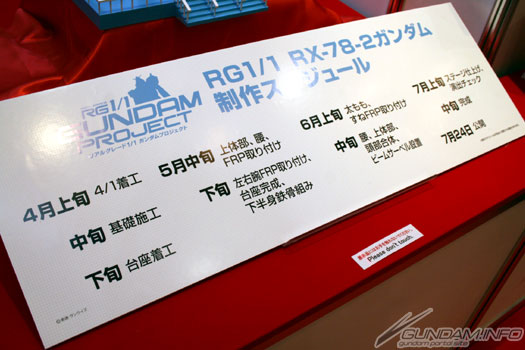 RG1/1 RX-78-2ガンダム
制作スケジュール
RG1/1
GUNDAM
PROJECT
リアルグレード1/1 ガンダムプロジェクト
4月上旬 4/1着工
中旬 基礎施工
下旬 台座着工
5月中旬 上体部、腰、
FRP取り付け
下旬 左右腕FRP取り付け、
台座完成、
下半身鉄骨組み
6月上旬 太もも、
すねFRP取り付け
中旬 腰、上体部、
頭部合体、
ビームサーベル設置
7月上旬 ステージ仕上げ、
演出チェック
中旬 完成
7月24日 公開
Please don't touch.
GUNDAM.INFO
gundam portal site